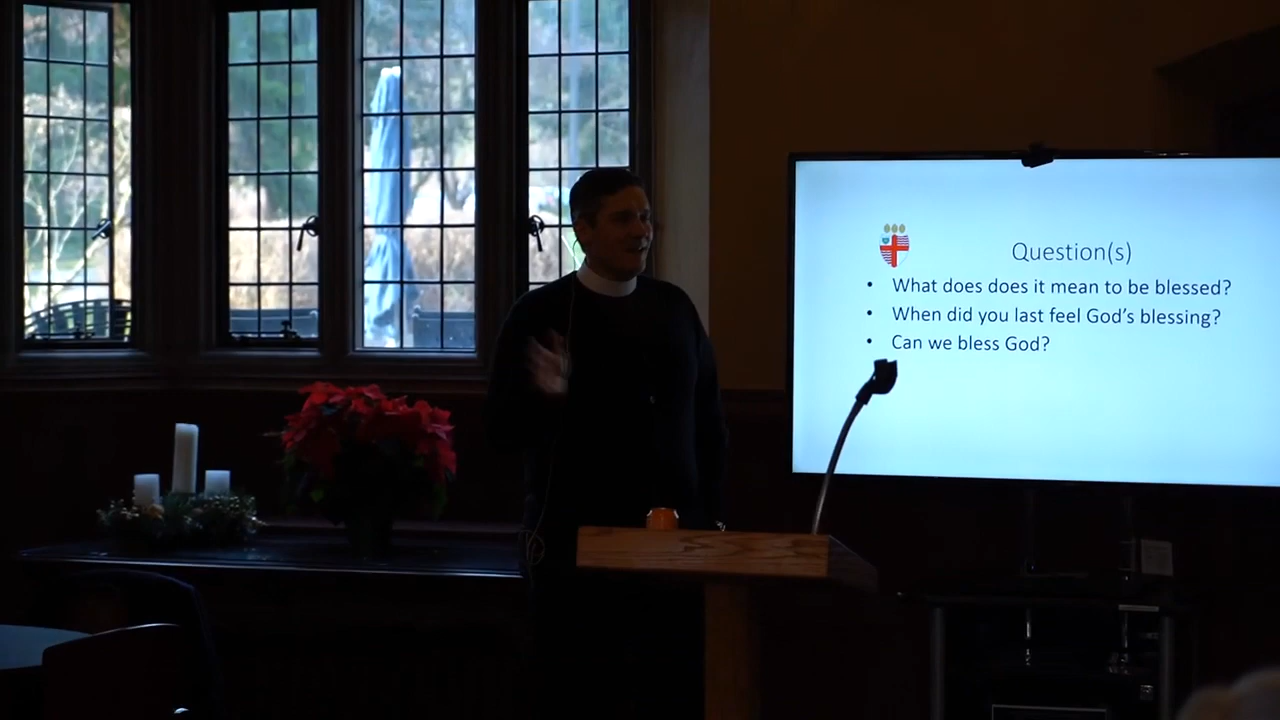 Question(s)
• What does does it mean to be blessed?
• When did you last feel God's blessing?
• Can we bless God?